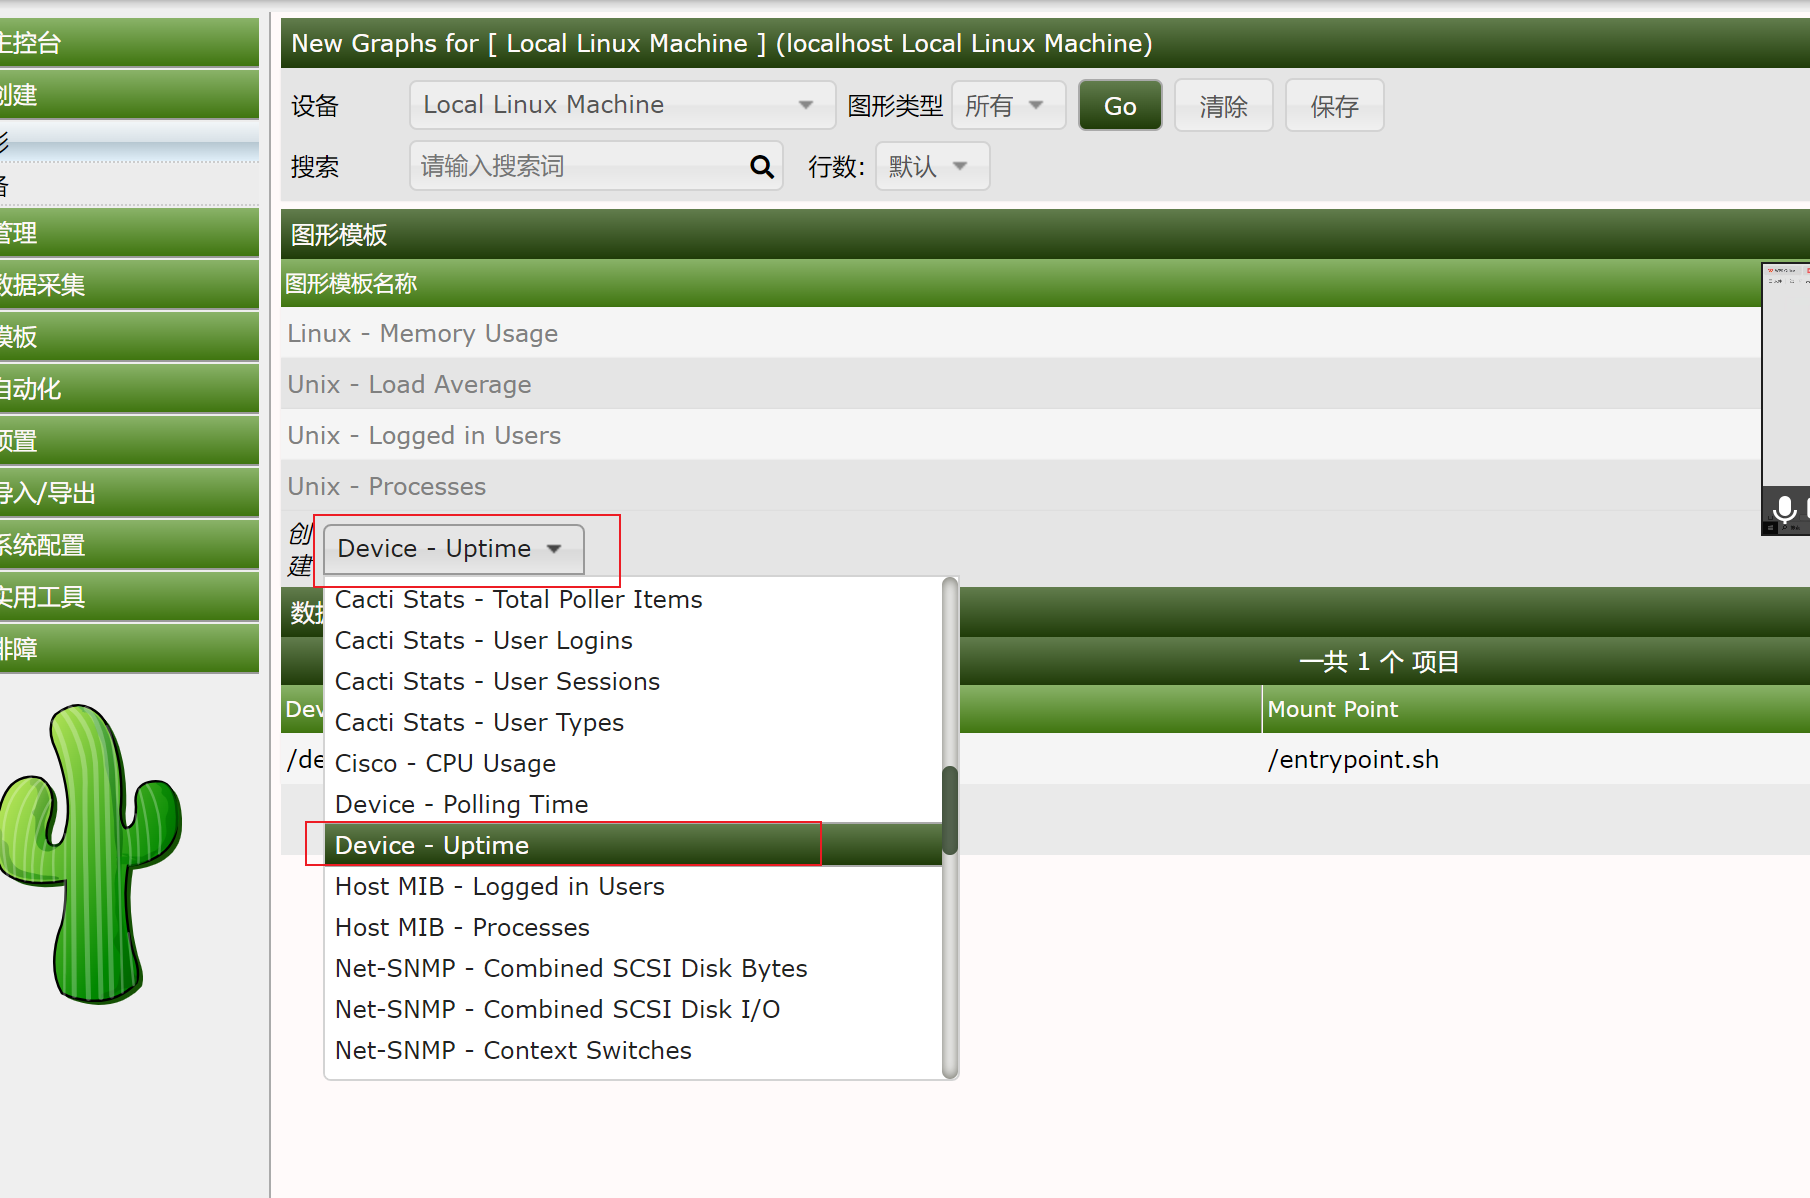 主控台
创建
形
备
管理
数据采集
模板
自动化
预置
导入/导出
系统配置
实用工具
排障
New Graphs for [ Local Linux Machine ] (localhost Local Linux Machine)
设备 Local Linux Machine 图形类型 所有 Go 清除 保存
搜索 请输入搜索词 行数: 默认
图形模板
图形模板名称
Linux - Memory Usage
Unix - Load Average
Unix - Logged in Users
Unix - Processes
创建 Device - Uptime
Cacti Stats - Total Poller Items
Cacti Stats - User Logins
Cacti Stats - User Sessions
Cacti Stats - User Types
Cisco - CPU Usage
Device - Polling Time
Device - Uptime
Host MIB - Logged in Users
Host MIB - Processes
Net-SNMP - Combined SCSI Disk Bytes
Net-SNMP - Combined SCSI Disk I/O
Net-SNMP - Context Switches
数据
一共 1 个 项目
Dev Mount Point
/de /entrypoint.sh